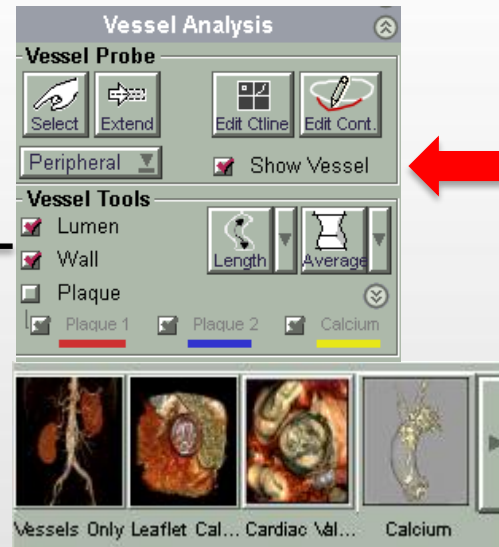 Vessel Analysis
Vessel Probe
Select Extend Edit Ctline Edit Cont.
Peripheral Show Vessel
Vessel Tools
Lumen
Wall Length Average
Plaque
Plaque 1 Plaque 2 Calcium
Vessels Only Leaflet Cal... Cardiac Val... Calcium